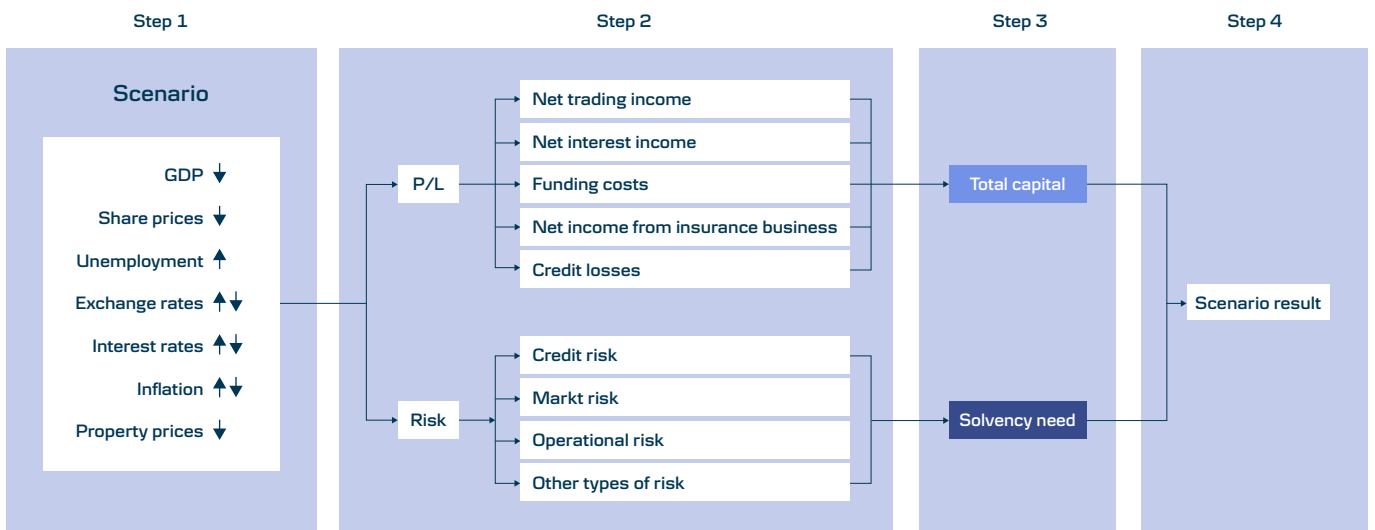 Step 1
Step 2
Step 3
Step 4
Scenario
GDP
Share prices
Unemployment
Exchange rates
Interest rates
Inflation
Property prices
P/L
Net trading income
Net interest income
Funding costs
Net income from insurance business
Credit losses
Risk
Credit risk
Markt risk
Operational risk
Other types of risk
Total capital
Solvency need
Scenario result